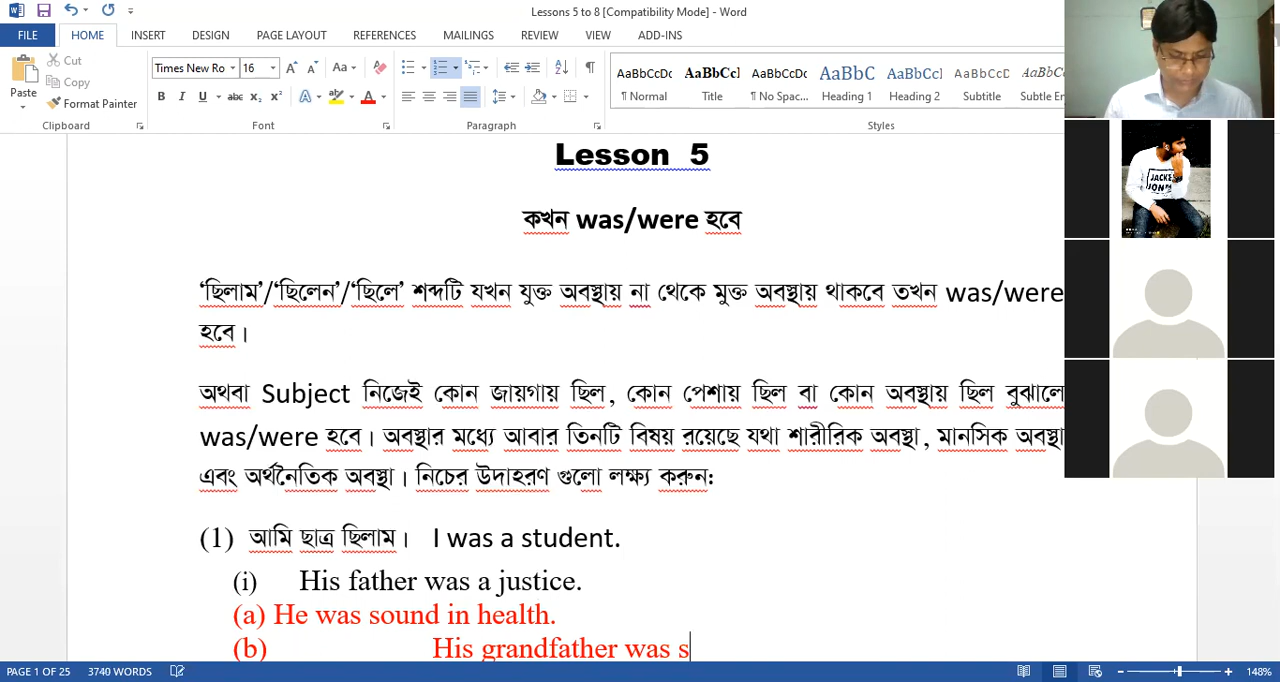 Lessons 5 to 8 [Compatibility Mode] - Word
FILE HOME INSERT DESIGN PAGE LAYOUT REFERENCES MAILINGS REVIEW VIEW ADD-INS
Cut
Copy
Format Painter
Paste
Times New Ro 16
AaBbCcDc AaBbCcI AaBbCcDc AaBbC AaBbCcI AaBbCcD
¶ Normal Title ¶ No Spac... Heading 1 Heading 2 Subtitle Subtle Em
Clipboard Font Paragraph Styles
Lesson 5
কখন was/were হবে
‘ছিলাম’/‘ছিলেন’/‘ছিলে’ শব্দটি যখন যুক্ত অবস্থায় না থেকে মুক্ত অবস্থায় থাকবে তখন was/were
হবে।
অথবা Subject নিজেই কোন জায়গায় ছিল, কোন পেশায় ছিল বা কোন অবস্থায় ছিল বুঝালে
was/were হবে। অবস্থার মধ্যে আবার তিনটি বিষয় রয়েছে যথা শারীরিক অবস্থা, মানসিক অবস্থা
এবং অর্থনৈতিক অবস্থা। নিচের উদাহরণ গুলো লক্ষ্য করুন:
(1) আমি ছাত্র ছিলাম। I was a student.
(i) His father was a justice.
(a) He was sound in health.
(b) His grandfather was s
JACK
JONE
PAGE 1 OF 25 3740 WORDS 148%